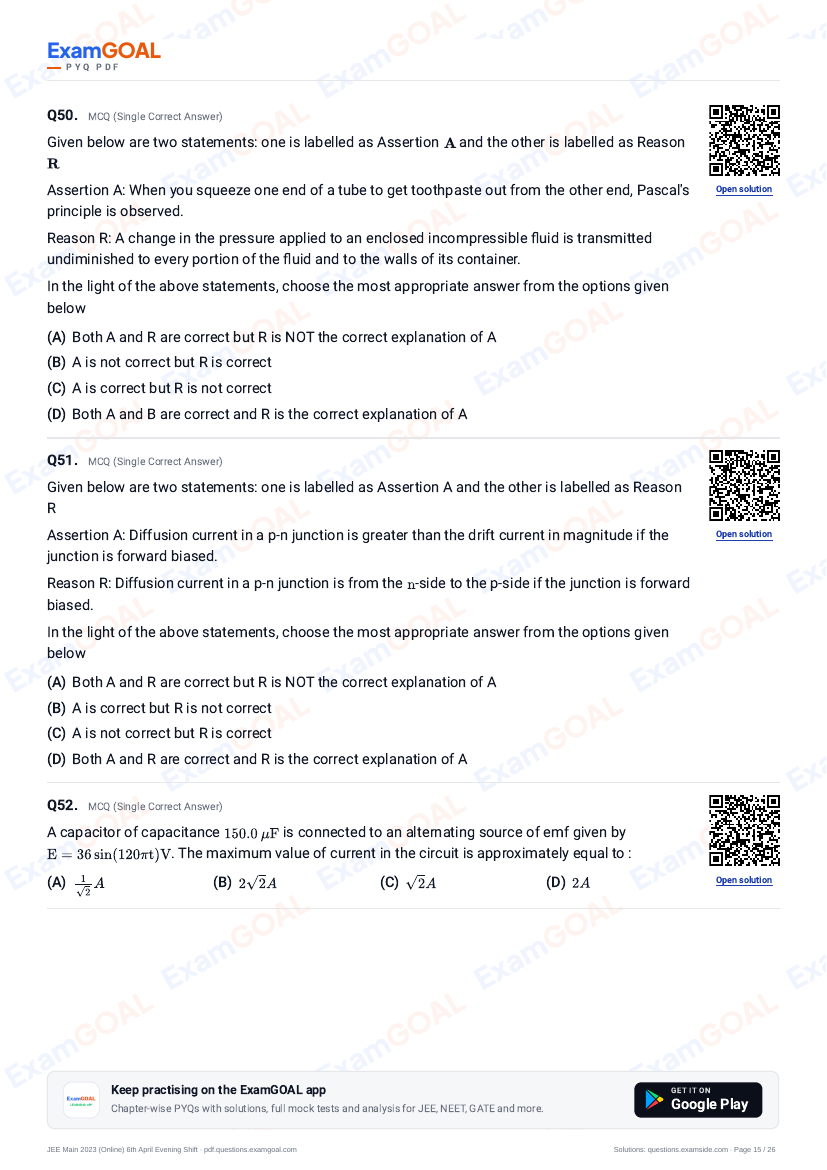 ExamGOAL
PYQ PDF
Q50. MCQ (Single Correct Answer)
Given below are two statements: one is labelled as Assertion A and the other is labelled as Reason
R
Assertion A: When you squeeze one end of a tube to get toothpaste out from the other end, Pascal's
principle is observed.
Reason R: A change in the pressure applied to an enclosed incompressible fluid is transmitted
undiminished to every portion of the fluid and to the walls of its container.
In the light of the above statements, choose the most appropriate answer from the options given
below
(A) Both A and R are correct but R is NOT the correct explanation of A
(B) A is not correct but R is correct
(C) A is correct but R is not correct
(D) Both A and B are correct and R is the correct explanation of A
Open solution
Q51. MCQ (Single Correct Answer)
Given below are two statements: one is labelled as Assertion A and the other is labelled as Reason
R
Assertion A: Diffusion current in a p-n junction is greater than the drift current in magnitude if the
junction is forward biased.
Reason R: Diffusion current in a p-n junction is from the n-side to the p-side if the junction is forward
biased.
In the light of the above statements, choose the most appropriate answer from the options given
below
(A) Both A and R are correct but R is NOT the correct explanation of A
(B) A is correct but R is not correct
(C) A is not correct but R is correct
(D) Both A and R are correct and R is the correct explanation of A
Open solution
Q52. MCQ (Single Correct Answer)
A capacitor of capacitance 150.0 μF is connected to an alternating source of emf given by
E = 36 sin(120πt)V. The maximum value of current in the circuit is approximately equal to :
(A) 1/√2 A (B) 2√2A (C) √2A (D) 2A
Open solution
Keep practising on the ExamGOAL app
Chapter-wise PYQs with solutions, full mock tests and analysis for JEE, NEET, GATE and more.
GET IT ON
Google Play
JEE Main 2023 (Online) 6th April Evening Shift · pdf.questions.examgoal.com
Solutions: questions.examside.com · Page 15 / 26